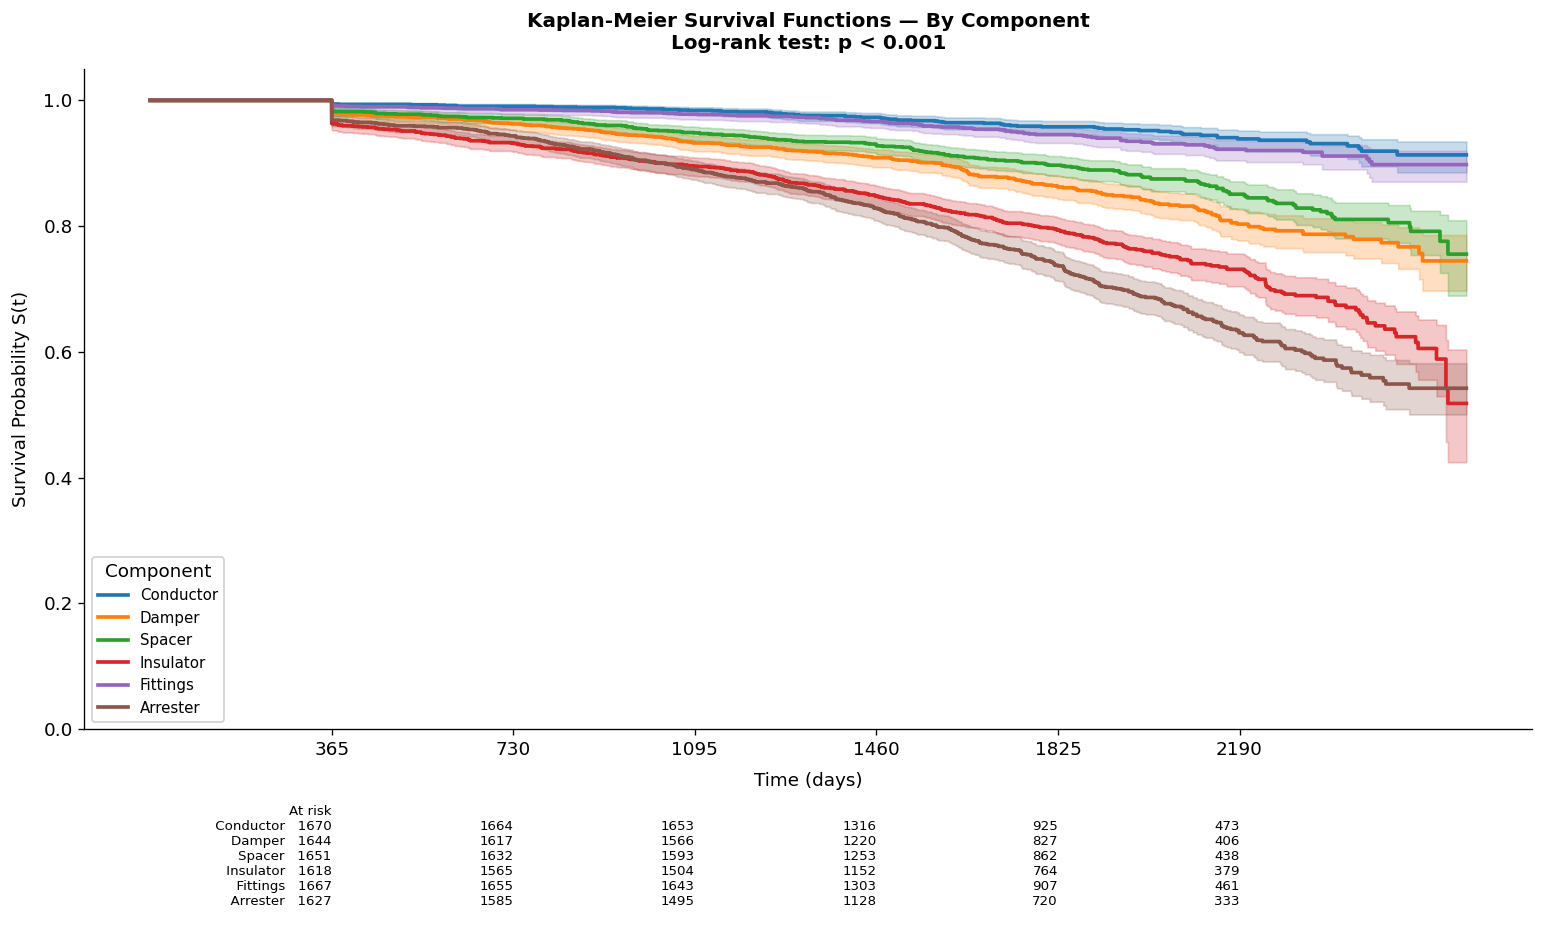 Kaplan-Meier Survival Functions — By Component
Log-rank test: p < 0.001
Survival Probability S(t)
1.0
0.8
0.6
0.4
0.2
0.0
Component
Conductor
Damper
Spacer
Insulator
Fittings
Arrester
365 730 1095 1460 1825 2190
Time (days)
At risk
Conductor 1670 1664 1653 1316 925 473
Damper 1644 1617 1566 1220 827 406
Spacer 1651 1632 1593 1253 862 438
Insulator 1618 1565 1504 1152 764 379
Fittings 1667 1655 1643 1303 907 461
Arrester 1627 1585 1495 1128 720 333